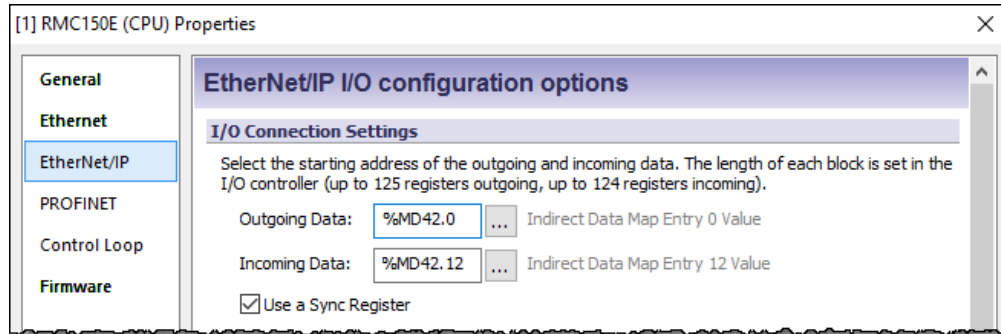 [1] RMC150E (CPU) Properties
General
Ethernet
EtherNet/IP
PROFINET
Control Loop
Firmware
EtherNet/IP I/O configuration options
I/O Connection Settings
Select the starting address of the outgoing and incoming data. The length of each block is set in the
I/O controller (up to 125 registers outgoing, up to 124 registers incoming).
Outgoing Data: %MD42.0 ... Indirect Data Map Entry 0 Value
Incoming Data: %MD42.12 ... Indirect Data Map Entry 12 Value
Use a Sync Register